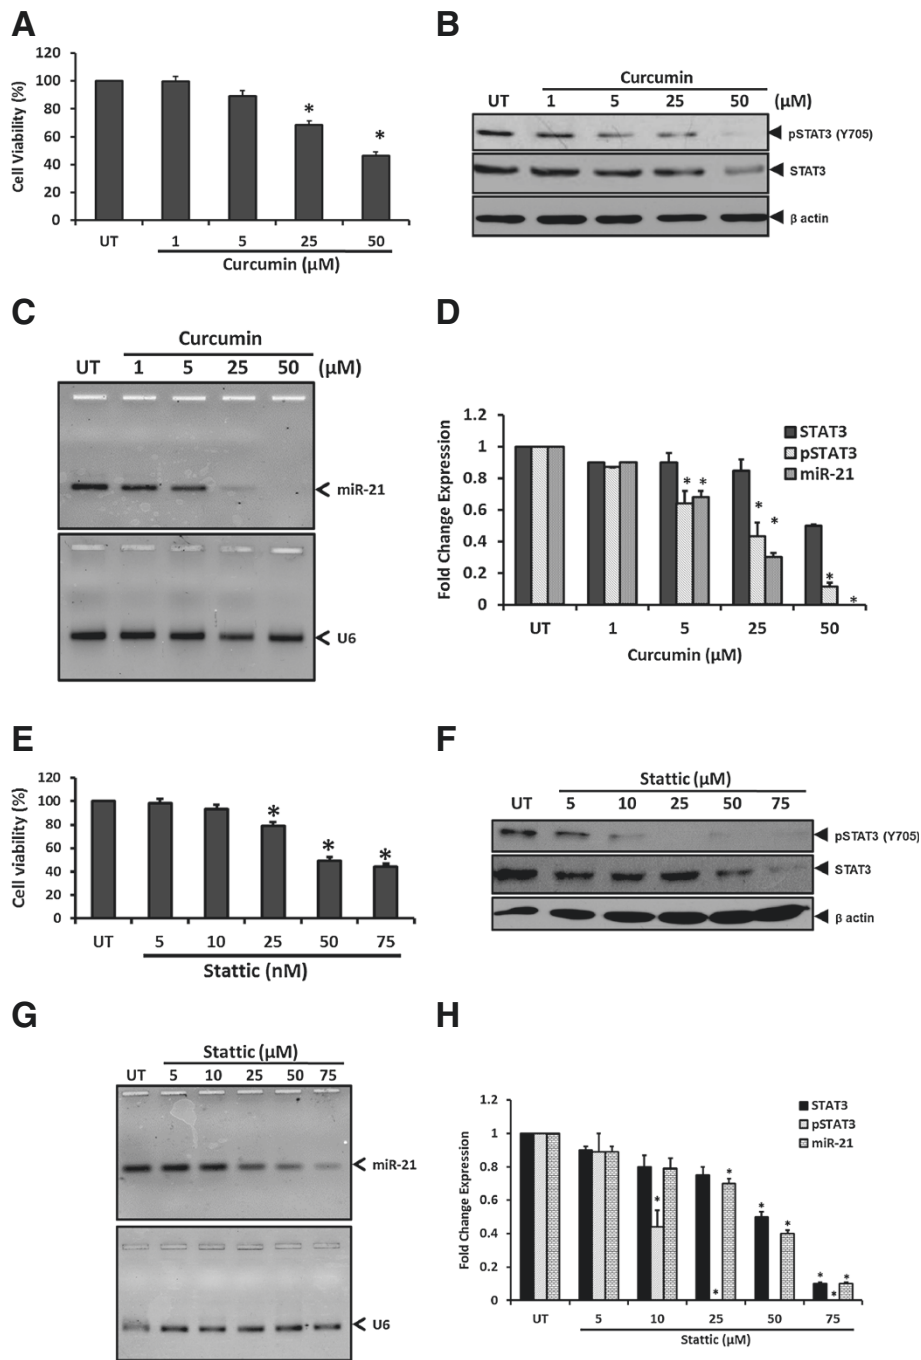 A
120
100
80
60
40
20
0
Cell Viability (%)
* *
UT 1 5 25 50
Curcumin (μM)
B
Curcumin
UT 1 5 25 50 (μM)
pSTAT3 (Y705)
STAT3
β actin
C
Curcumin
UT 1 5 25 50 (μM)
miR-21
U6
D
1.2
1
0.8
0.6
0.4
0.2
0
Fold Change Expression
STAT3
pSTAT3
miR-21
* * * * * *
UT 1 5 25 50
Curcumin (μM)
E
120
100
80
60
40
20
0
Cell viability (%)
* * *
UT 5 10 25 50 75
Stattic (nM)
F
Stattic (μM)
UT 5 10 25 50 75
pSTAT3 (Y705)
STAT3
β actin
G
Stattic (μM)
UT 5 10 25 50 75
miR-21
U6
H
1.2
1
0.8
0.6
0.4
0.2
0
Fold Change Expression
STAT3
pSTAT3
miR-21
* * * * * * * *
UT 5 10 25 50 75
Stattic (μM)